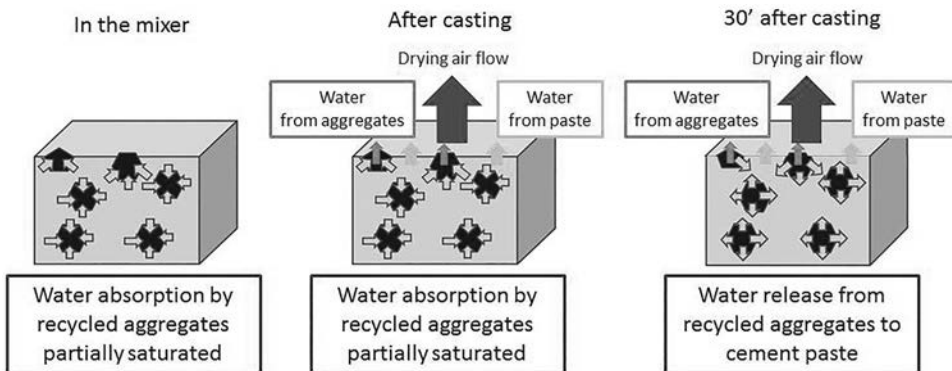 In the mixer
Water absorption by
recycled aggregates
partially saturated
After casting
Drying air flow
Water
from aggregates
Water
from paste
Water absorption by
recycled aggregates
partially saturated
30' after casting
Drying air flow
Water
from aggregates
Water
from paste
Water release from
recycled aggregates to
cement paste